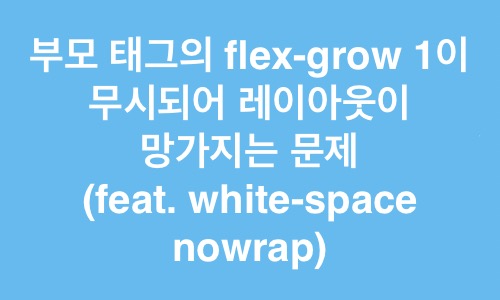 부모 태그의 flex-grow 1이
무시되어 레이아웃이
망가지는 문제
(feat. white-space
nowrap)